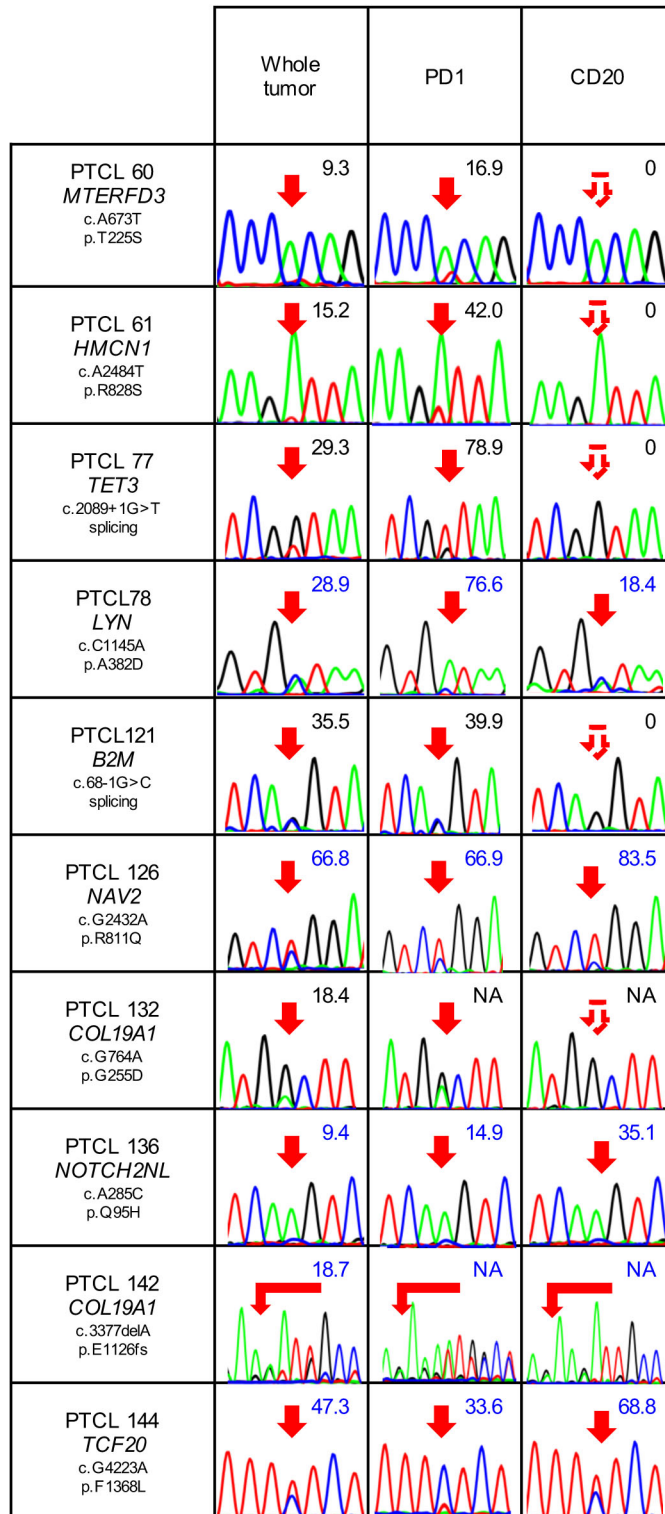 Whole
tumor
PD1
CD20
PTCL 60
MTERFD3
c.A673T
p.T225S
9.3
16.9
0
PTCL 61
HMCN1
c.A2484T
p.R828S
15.2
42.0
0
PTCL 77
TET3
c.2089+1G>T
splicing
29.3
78.9
0
PTCL78
LYN
c.C1145A
p.A382D
28.9
76.6
18.4
PTCL121
B2M
c.68-1G>C
splicing
35.5
39.9
0
PTCL 126
NAV2
c.G2432A
p.R811Q
66.8
66.9
83.5
PTCL 132
COL19A1
c.G764A
p.G255D
18.4
NA
NA
PTCL 136
NOTCH2NL
c.A285C
p.Q95H
9.4
14.9
35.1
PTCL 142
COL19A1
c.3377delA
p.E1126fs
18.7
NA
NA
PTCL 144
TCF20
c.G4223A
p.F1368L
47.3
33.6
68.8